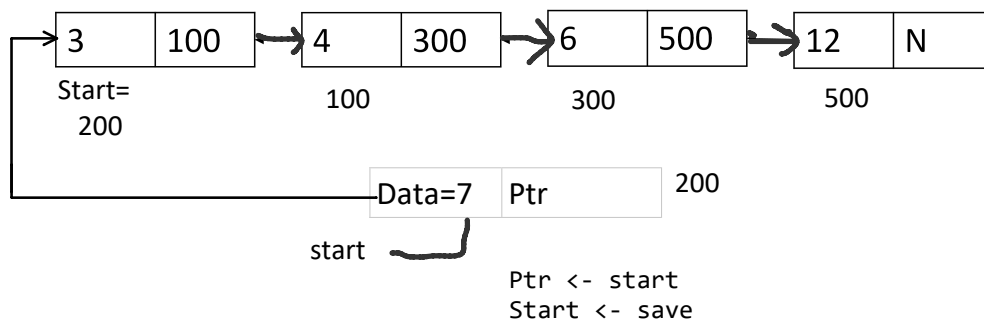 3 100 4 300 6 500 12 N
Start=
200
100 300 500
Data=7 Ptr 200
start
Ptr <- start
Start <- save